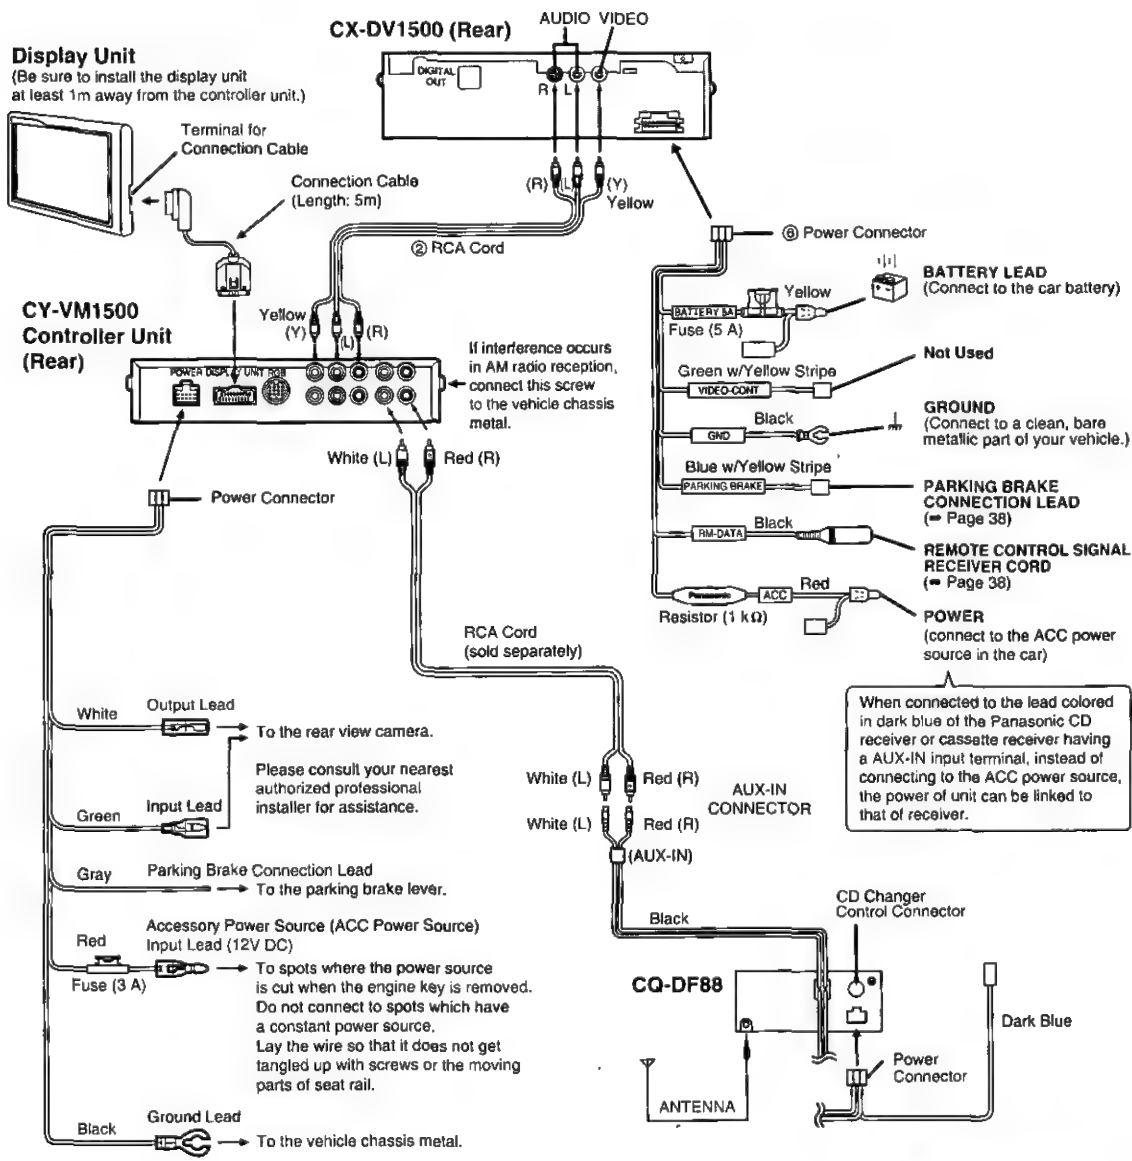 CX-DV1500 (Rear)
AUDIO VIDEO
DIGITAL
OUT
R L
Display Unit
(Be sure to install the display unit
at least 1m away from the controller unit.)
Terminal for
Connection Cable
Connection Cable
(Length: 5m)
(R) (L) (Y)
Yellow
② RCA Cord
⑥ Power Connector
CY-VM1500
Controller Unit
(Rear)
Yellow
(Y)
(L)
(R)
POWER DISPLAY UNIT RGB
If interference occurs
in AM radio reception,
connect this screw
to the vehicle chassis
metal.
White (L)
Red (R)
Power Connector
BATTERY 5A
Yellow
Fuse (5 A)
BATTERY LEAD
(Connect to the car battery)
Green w/Yellow Stripe
VIDEO-CONT
Not Used
Black
GND
GROUND
(Connect to a clean, bare
metallic part of your vehicle.)
Blue w/Yellow Stripe
PARKING BRAKE
PARKING BRAKE
CONNECTION LEAD
(➡ Page 38)
RM-DATA
Black
REMOTE CONTROL SIGNAL
RECEIVER CORD
(➡ Page 38)
Panasonic
ACC
Red
Resistor (1 kΩ)
POWER
(connect to the ACC power
source in the car)
When connected to the lead colored
in dark blue of the Panasonic CD
receiver or cassette receiver having
a AUX-IN input terminal, instead of
connecting to the ACC power source,
the power of unit can be linked to
that of receiver.
RCA Cord
(sold separately)
White
Output Lead
To the rear view camera.
Please consult your nearest
authorized professional
installer for assistance.
Green
Input Lead
Gray
Parking Brake Connection Lead
To the parking brake lever.
Red
Fuse (3 A)
Accessory Power Source (ACC Power Source)
Input Lead (12V DC)
To spots where the power source
is cut when the engine key is removed.
Do not connect to spots which have
a constant power source.
Lay the wire so that it does not get
tangled up with screws or the moving
parts of seat rail.
Black
Ground Lead
To the vehicle chassis metal.
White (L)
Red (R)
White (L)
Red (R)
AUX-IN
CONNECTOR
(AUX-IN)
Black
CD Changer
Control Connector
CQ-DF88
Dark Blue
Power
Connector
ANTENNA